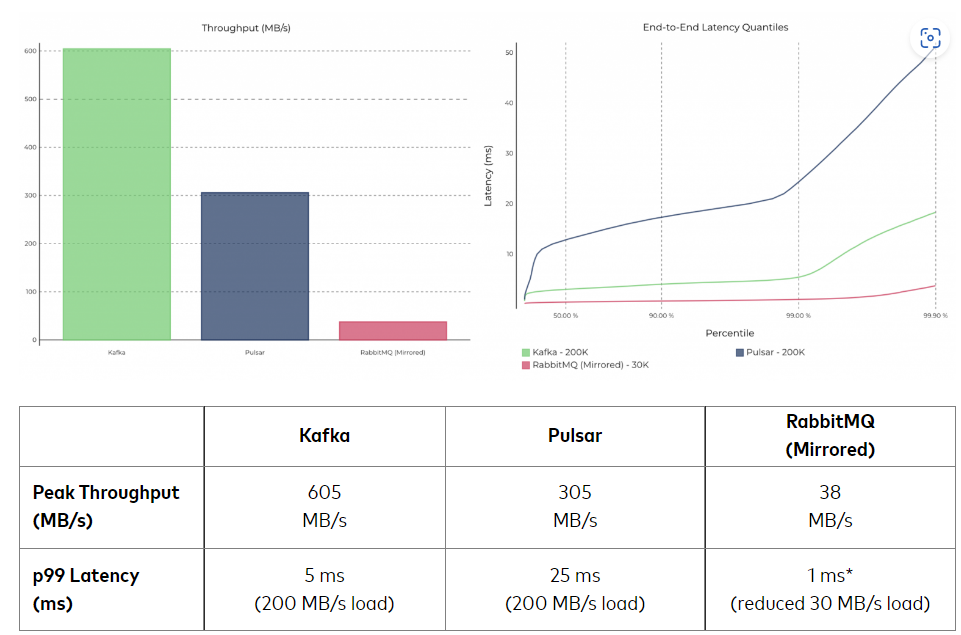 Throughput (MB/s)
600
500
400
300
200
100
0
Kafka
Pulsar
RabbitMQ (Mirrored)
End-to-End Latency Quantiles
Latency (ms)
50
40
30
20
10
50.00 %
90.00 %
99.00 %
99.90 %
Percentile
Kafka - 200K
Pulsar - 200K
RabbitMQ (Mirrored) - 30K
Kafka
Pulsar
RabbitMQ
(Mirrored)
Peak Throughput
(MB/s)
605
MB/s
305
MB/s
38
MB/s
p99 Latency
(ms)
5 ms
(200 MB/s load)
25 ms
(200 MB/s load)
1 ms*
(reduced 30 MB/s load)